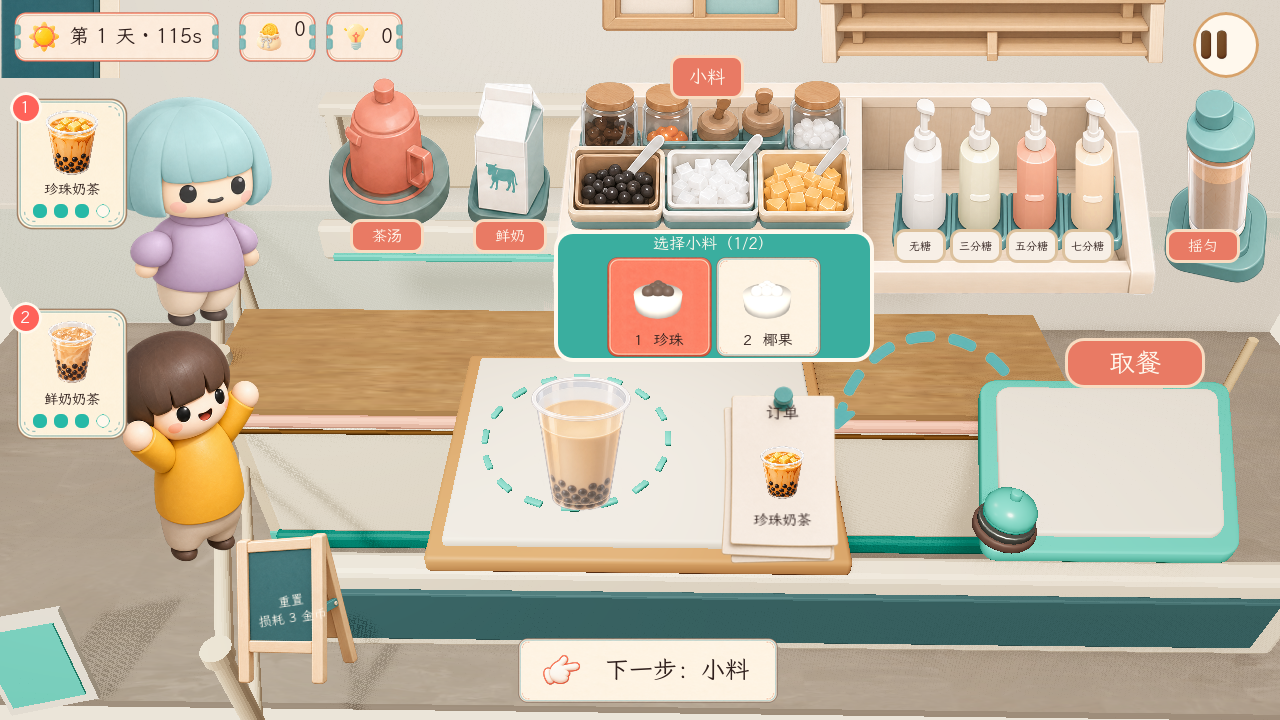 第 1 天·115s
0
0
小料
1
珍珠奶茶
2
鲜奶奶茶
茶汤
鲜奶
无糖
三分糖
五分糖
七分糖
摇匀
选择小料 (1/2)
1 珍珠
2 椰果
取餐
订单
珍珠奶茶
重置
损耗 3 金币
下一步: 小料